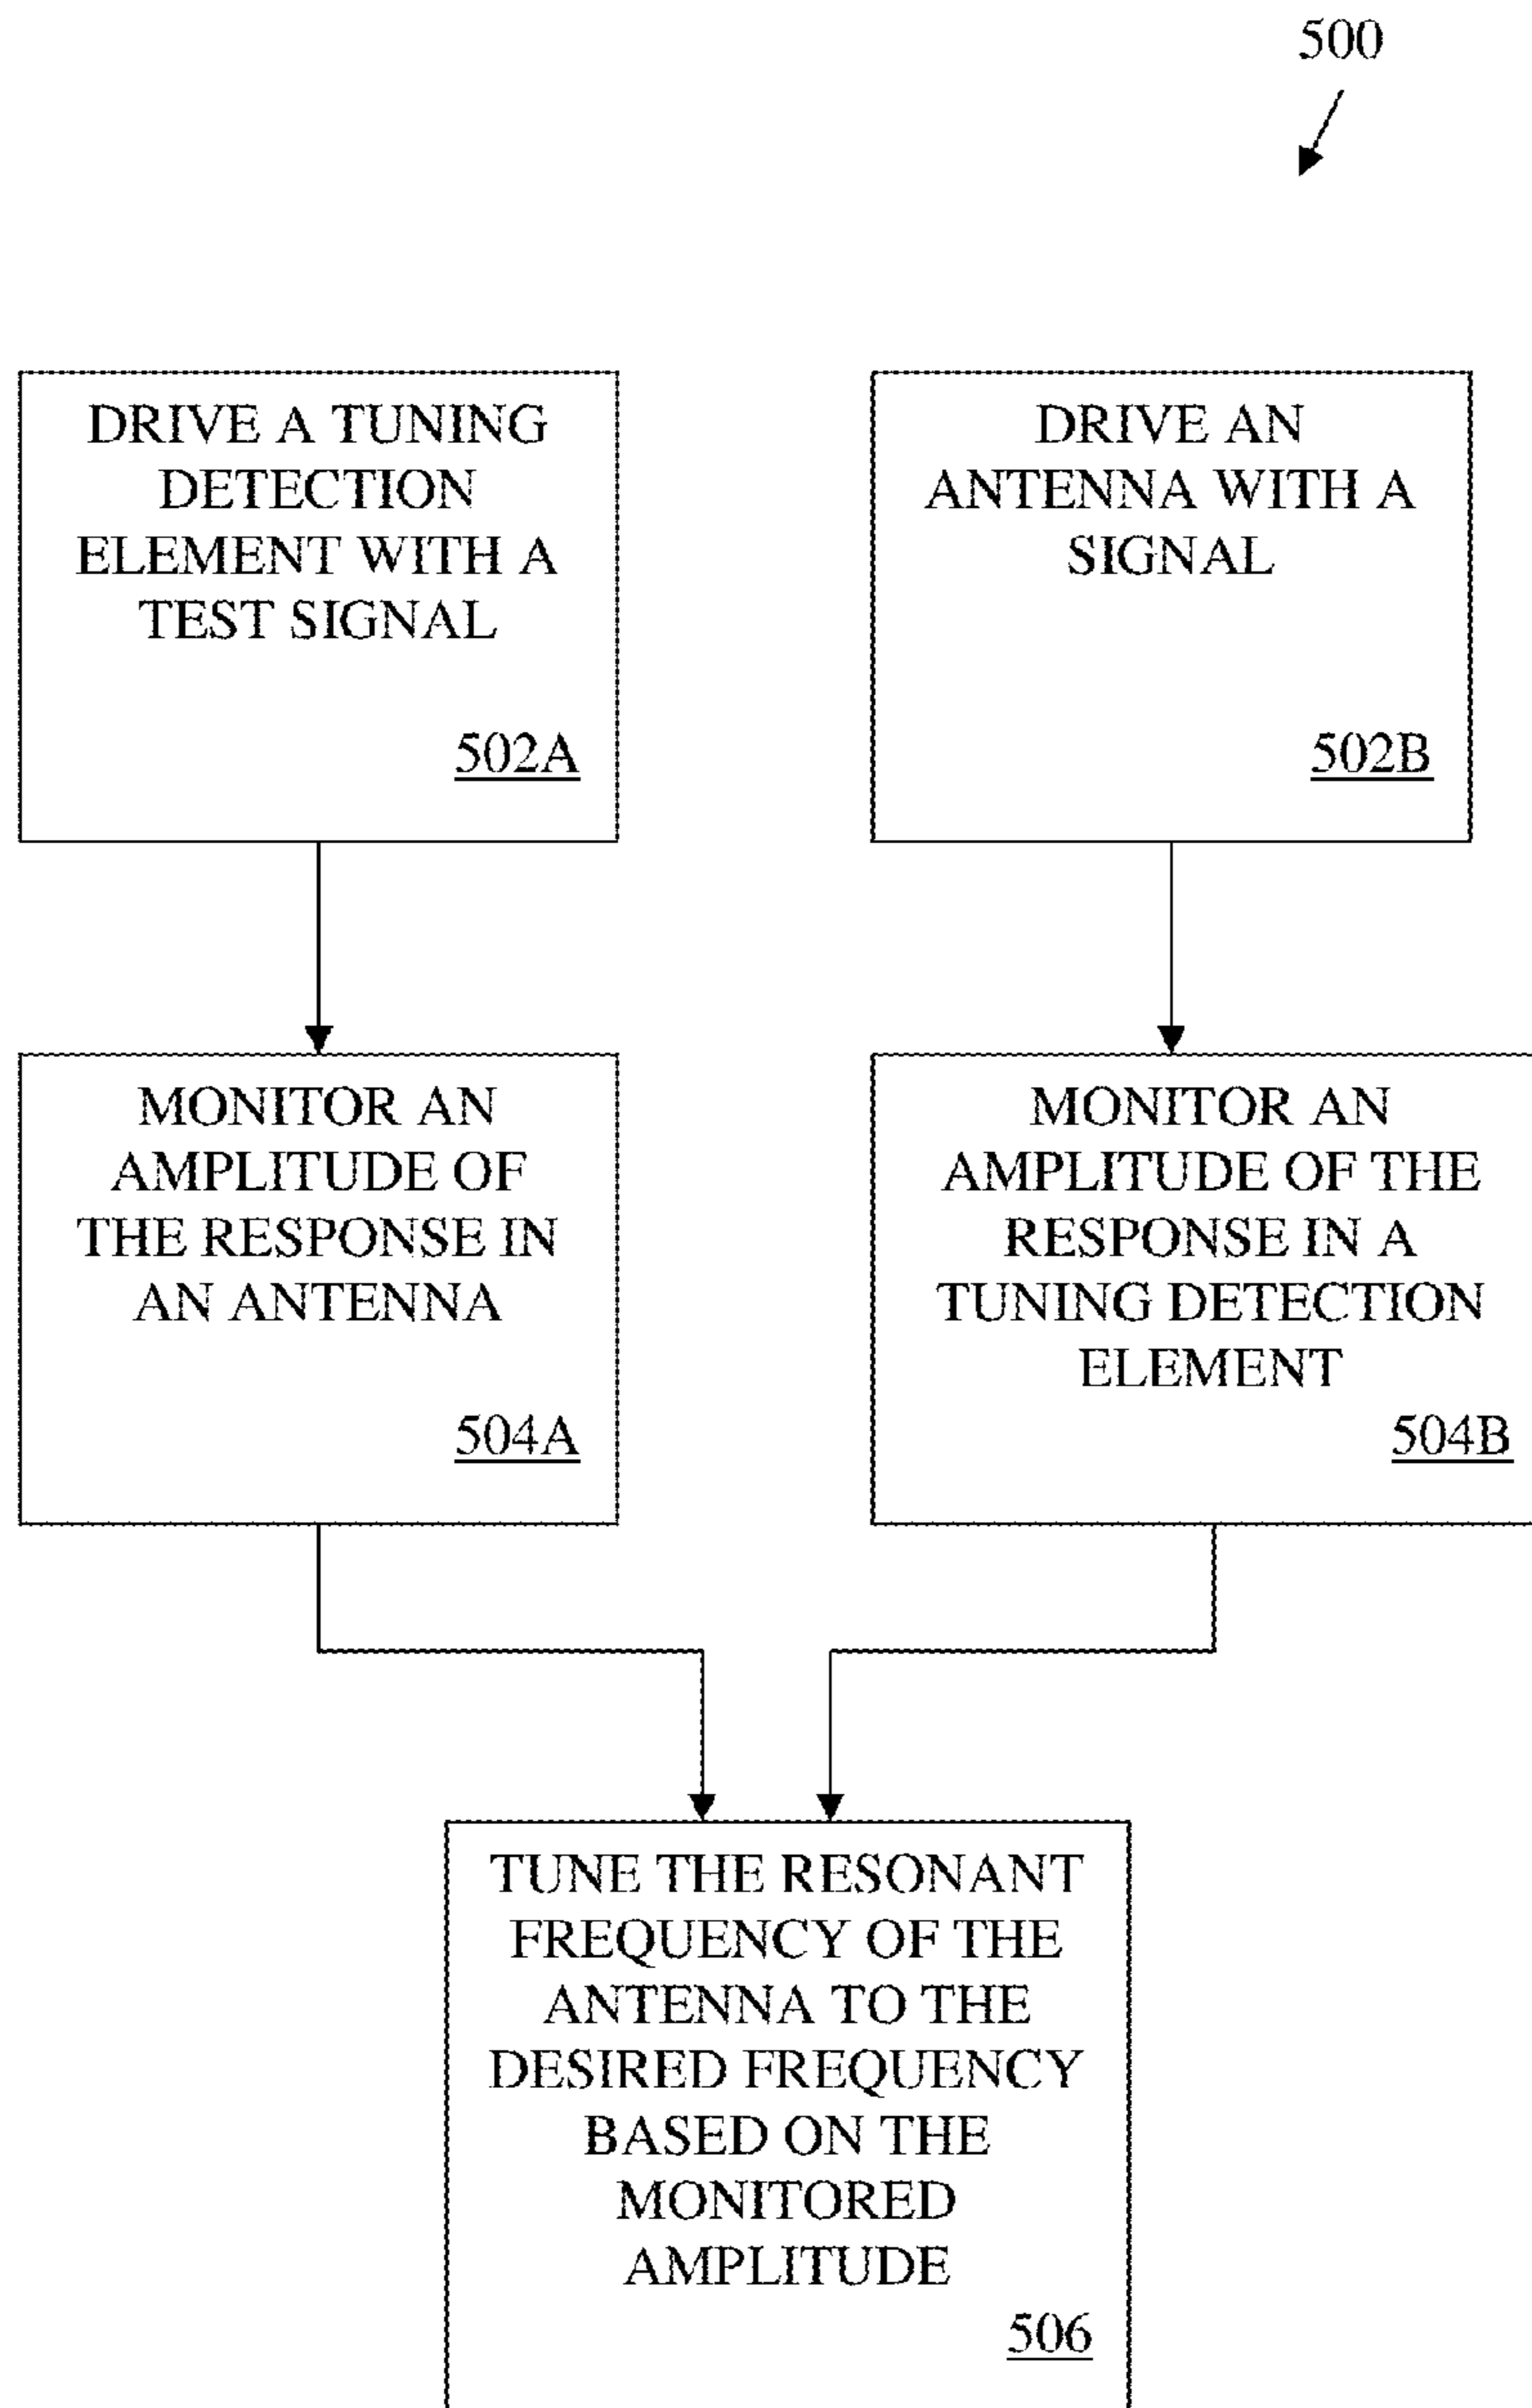 500
DRIVE A TUNING
DETECTION
ELEMENT WITH A
TEST SIGNAL
502A
DRIVE AN
ANTENNA WITH A
SIGNAL
502B
MONITOR AN
AMPLITUDE OF
THE RESPONSE IN
AN ANTENNA
504A
MONITOR AN
AMPLITUDE OF THE
RESPONSE IN A
TUNING DETECTION
ELEMENT
504B
TUNE THE RESONANT
FREQUENCY OF THE
ANTENNA TO THE
DESIRED FREQUENCY
BASED ON THE
MONITORED
AMPLITUDE
506